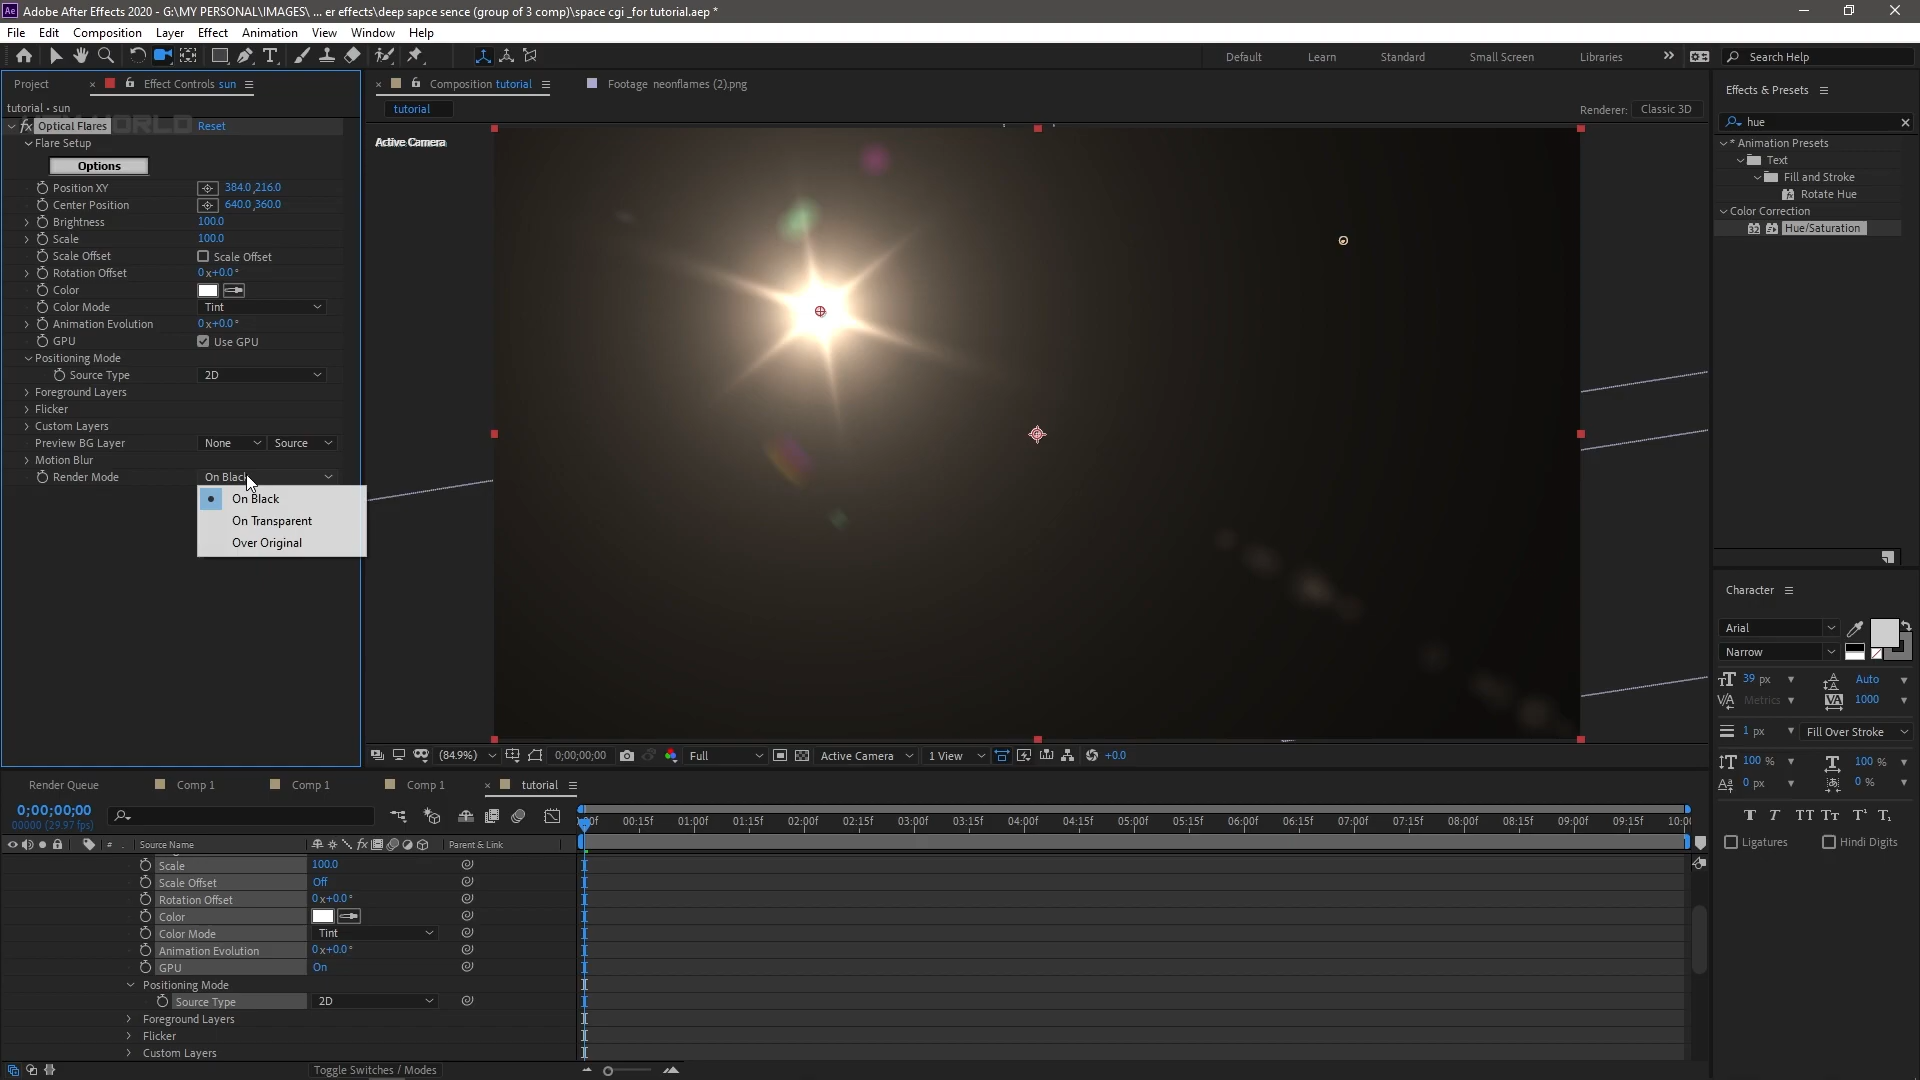 Adobe After Effects 2020 - G:\MY PERSONAL\IMAGES\ ... er effects\deep sapce sence (group of 3 comp)\space cgi _for tutorial.aep *
File Edit Composition Layer Effect Animation View Window Help
Default Learn Standard Small Screen Libraries Search Help
Project Effect Controls sun
tutorial • sun
fx Optical Flares Reset
Flare Setup
Options
Position XY 384.0,216.0
Center Position 640.0,360.0
Brightness 100.0
Scale 100.0
Scale Offset Scale Offset
Rotation Offset 0x+0.0°
Color
Color Mode Tint
Animation Evolution 0x+0.0°
GPU Use GPU
Positioning Mode
Source Type 2D
Foreground Layers
Flicker
Custom Layers
Preview BG Layer None Source
Motion Blur
Render Mode On Black
On Black
On Transparent
Over Original
Composition tutorial Footage neonflames (2).png
tutorial Renderer: Classic 3D
Active Camera
(84.9%) 0;00;00;00 Full Active Camera 1 View +0.0
Effects & Presets
hue
* Animation Presets
Text
Fill and Stroke
Rotate Hue
Color Correction
32 Hue/Saturation
Character
Arial
Narrow
39 px Auto
Metrics 1000
1 px Fill Over Stroke
100 % 100 %
0 px 0 %
T T TT Tt T¹ T₁
Ligatures Hindi Digits
Render Queue Comp 1 Comp 1 Comp 1 tutorial
0;00;00;00
00000 (29.97 fps)
:00f 00:15f 01:00f 01:15f 02:00f 02:15f 03:00f 03:15f 04:00f 04:15f 05:00f 05:15f 06:00f 06:15f 07:00f 07:15f 08:00f 08:15f 09:00f 09:15f 10:0
# . Source Name fx Parent & Link
Scale 100.0
Scale Offset Off
Rotation Offset 0x+0.0°
Color
Color Mode Tint
Animation Evolution 0x+0.0°
GPU On
Positioning Mode
Source Type 2D
Foreground Layers
Flicker
Custom Layers
Toggle Switches / Modes